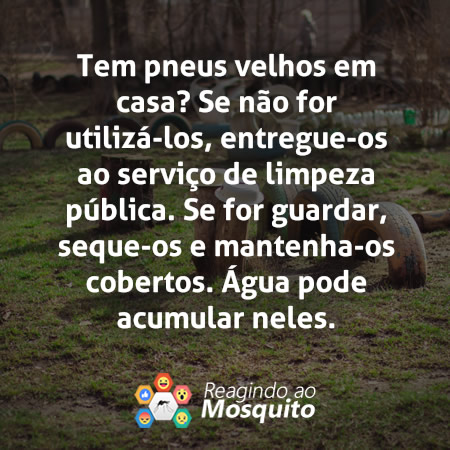 Tem pneus velhos em
casa? Se não for
utilizá-los, entregue-os
ao serviço de limpeza
pública. Se for guardar,
seque-os e mantenha-os
cobertos. Água pode
acumular neles.
Reagindo ao
Mosquito